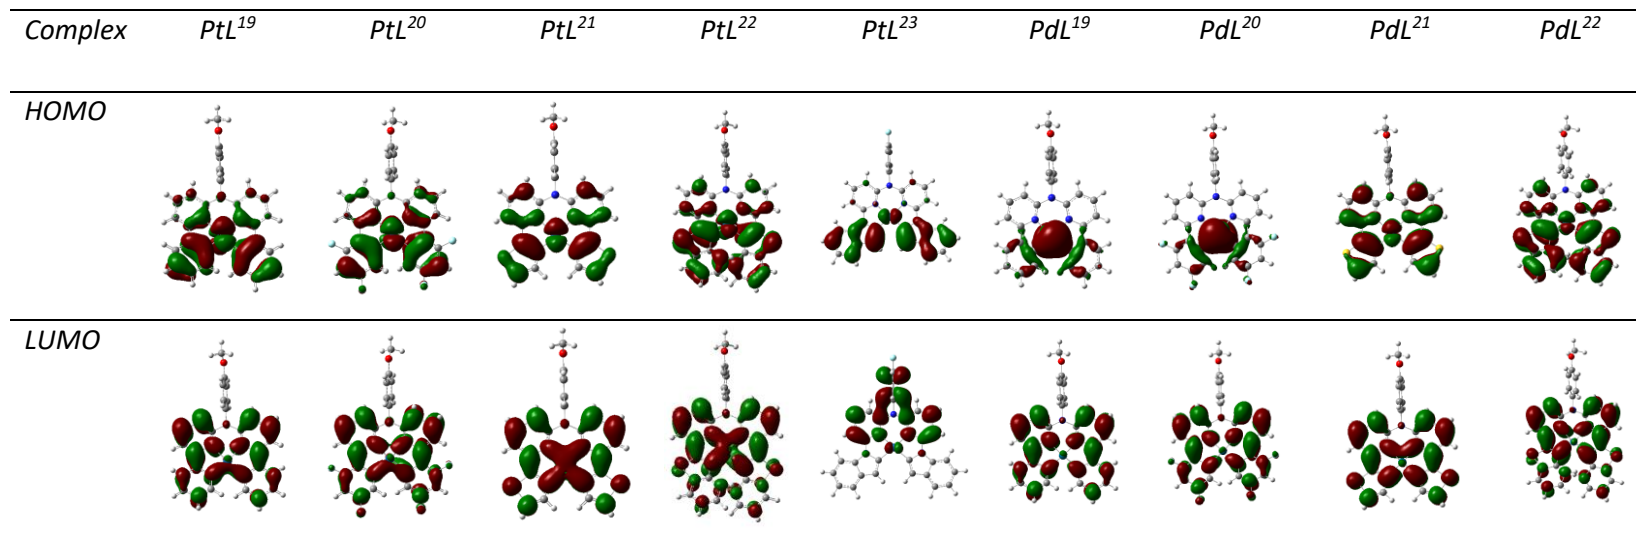 Complex PtL¹⁹ PtL²⁰ PtL²¹ PtL²² PtL²³ PdL¹⁹ PdL²⁰ PdL²¹ PdL²²
HOMO
LUMO